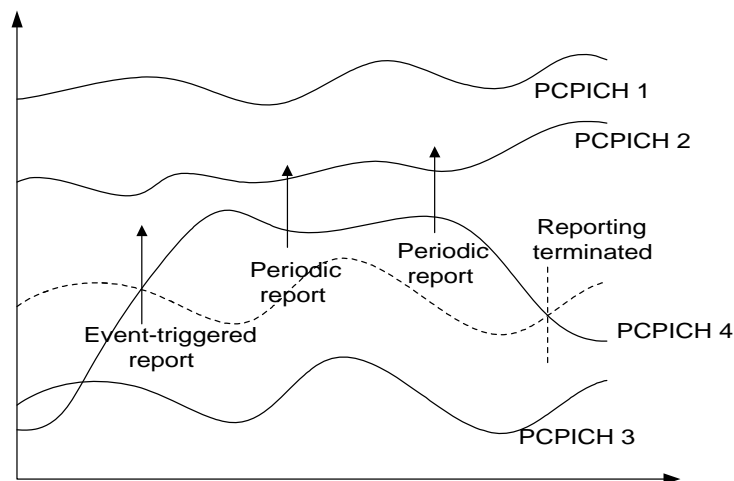 PCPICH 1
PCPICH 2
Reporting
terminated
Periodic
report
Periodic
report
Event-triggered
report
PCPICH 4
PCPICH 3